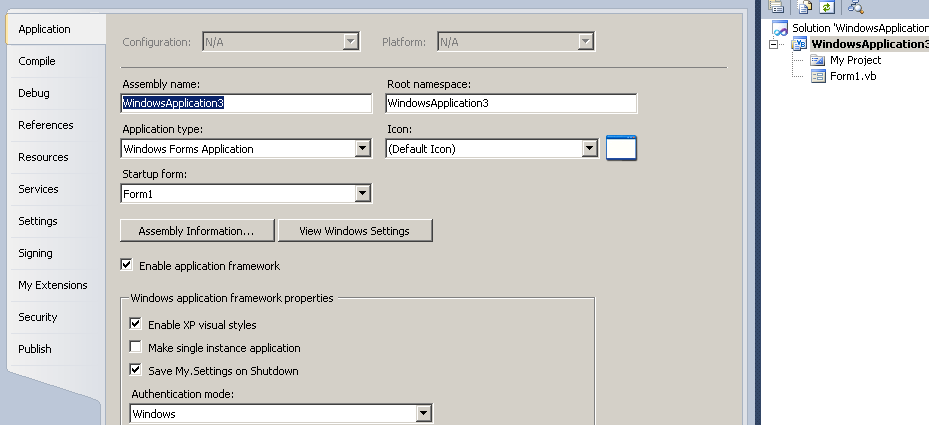 Application
Compile
Debug
References
Resources
Services
Settings
Signing
My Extensions
Security
Publish
Configuration: N/A Platform: N/A
Assembly name: Root namespace:
WindowsApplication3 WindowsApplication3
Application type: Icon:
Windows Forms Application (Default Icon)
Startup form:
Form1
Assembly Information... View Windows Settings
Enable application framework
Windows application framework properties
Enable XP visual styles
Make single instance application
Save My.Settings on Shutdown
Authentication mode:
Windows
Solution 'WindowsApplication
WindowsApplication3
My Project
Form1.vb